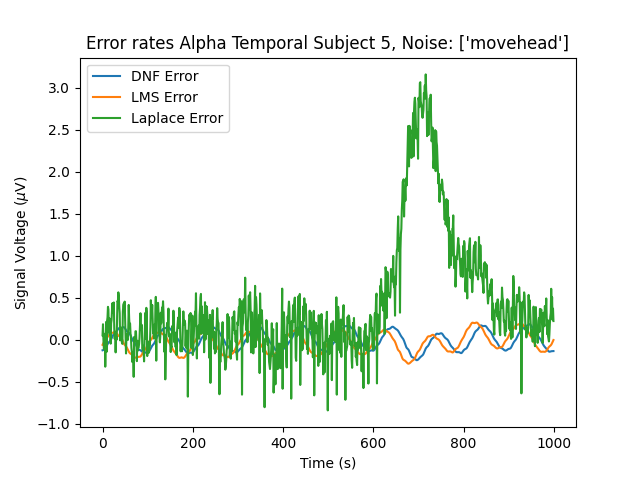 Error rates Alpha Temporal Subject 5, Noise: ['movehead']
DNF Error
LMS Error
Laplace Error
Signal Voltage (μV)
3.0
2.5
2.0
1.5
1.0
0.5
0.0
−0.5
−1.0
0 200 400 600 800 1000
Time (s)